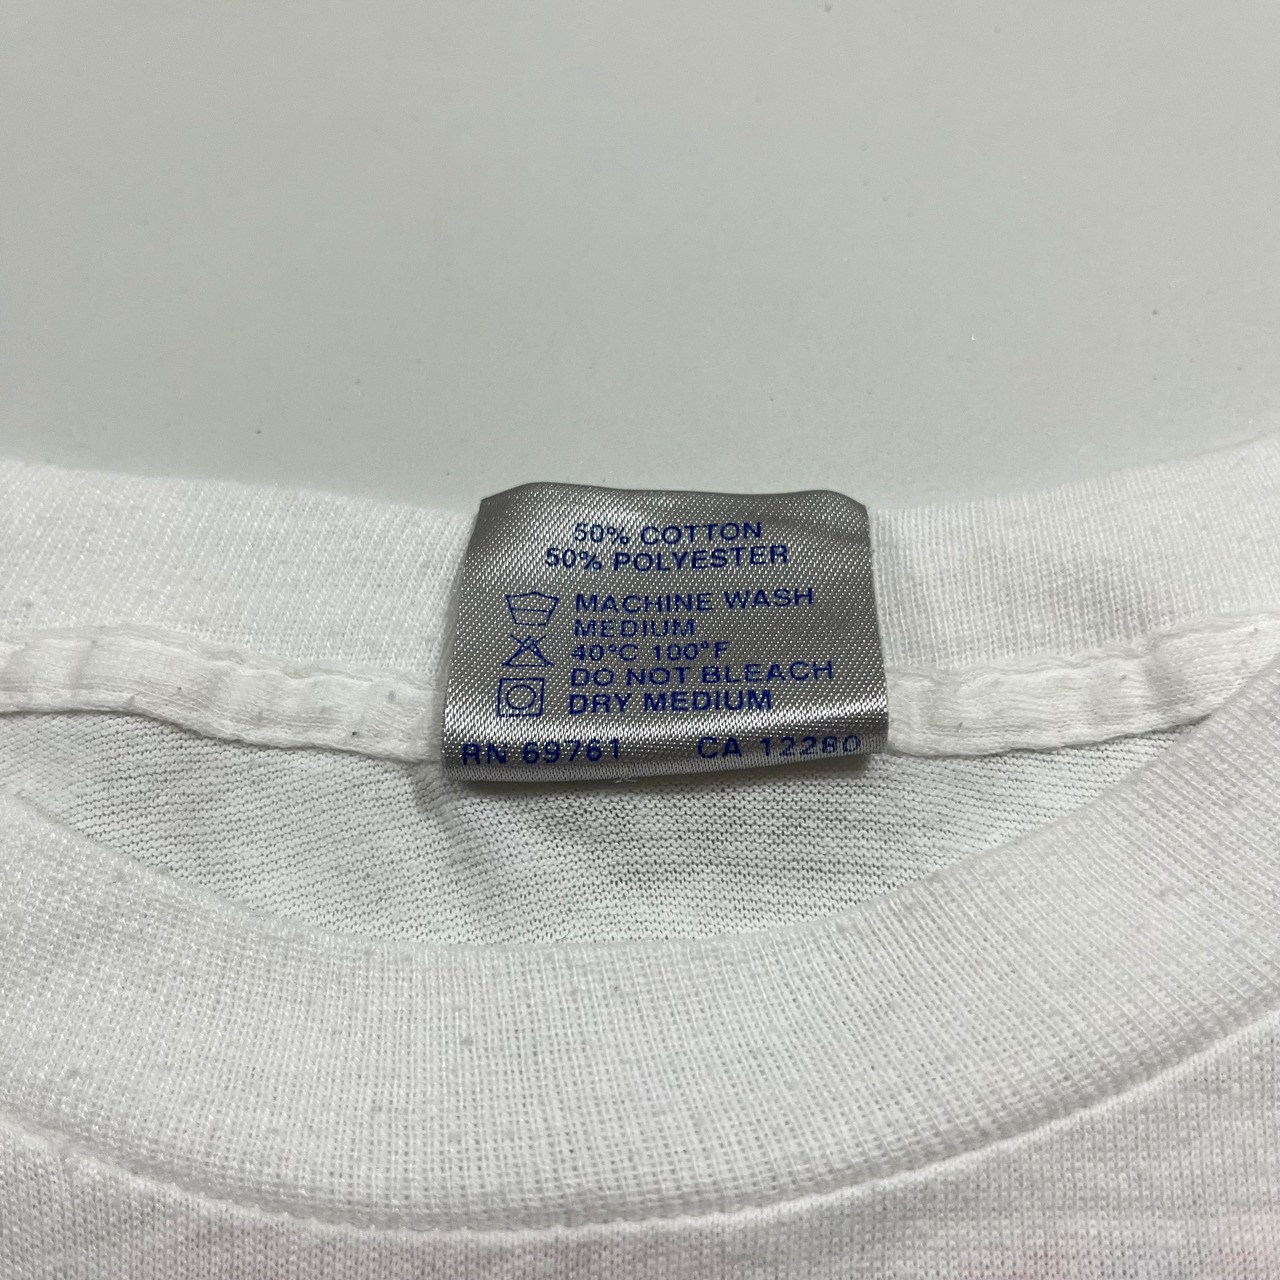 50% COTTON
50% POLYESTER
MACHINE WASH
MEDIUM
40°C 100°F
DO NOT BLEACH
DRY MEDIUM
RN 69761 CA 12280